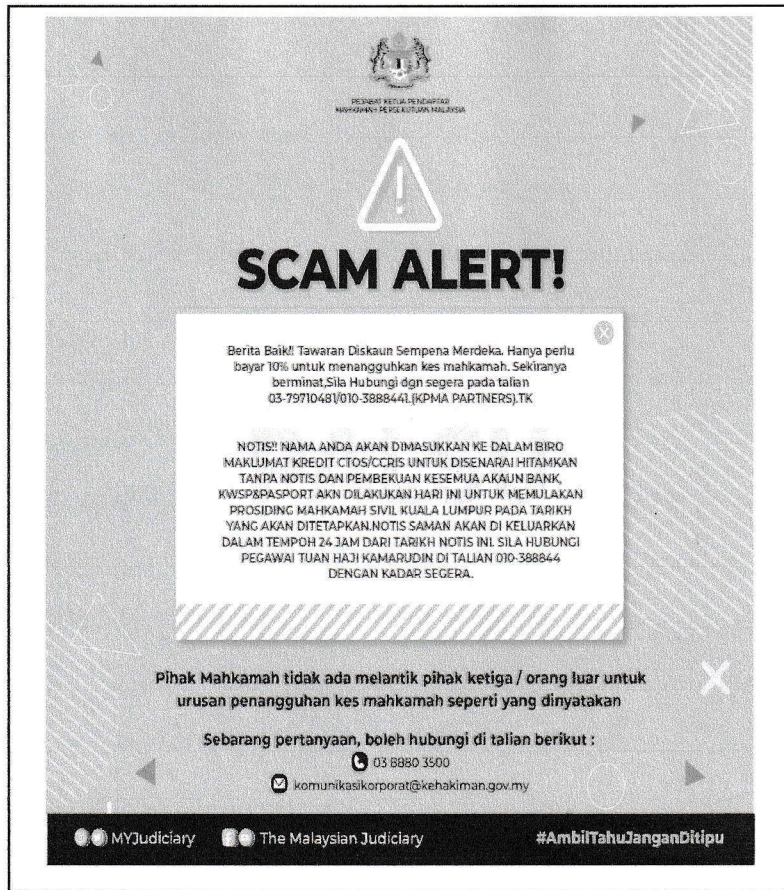 PEJABAT KETUA PENDAFTAR
MAHKAMAH PERSEKUTUAN MALAYSIA
SCAM ALERT!
Berita Baik!! Tawaran Diskaun Sempena Merdeka. Hanya perlu
bayar 10% untuk menangguhkan kes mahkamah. Sekiranya
berminat,Sila Hubungi dgn segera pada talian
03-79710481/010-3888441.(KPMA PARTNERS).TK
NOTIS!! NAMA ANDA AKAN DIMASUKKAN KE DALAM BIRO
MAKLUMAT KREDIT CTOS/CCRIS UNTUK DISENARAI HITAMKAN
TANPA NOTIS DAN PEMBEKUAN KESEMUA AKAUN BANK,
KWSP&PASPORT AKN DILAKUKAN HARI INI UNTUK MEMULAKAN
PROSIDING MAHKAMAH SIVIL KUALA LUMPUR PADA TARIKH
YANG AKAN DITETAPKAN.NOTIS SAMAN AKAN DI KELUARKAN
DALAM TEMPOH 24 JAM DARI TARIKH NOTIS INI. SILA HUBUNGI
PEGAWAI TUAN HAJI KAMARUDIN DI TALIAN 010-388844
DENGAN KADAR SEGERA.
Pihak Mahkamah tidak ada melantik pihak ketiga / orang luar untuk
urusan penangguhan kes mahkamah seperti yang dinyatakan
Sebarang pertanyaan, boleh hubungi di talian berikut :
03 8880 3500
komunikasikorporat@kehakiman.gov.my
MYJudiciary The Malaysian Judiciary #AmbilTahuJanganDitipu